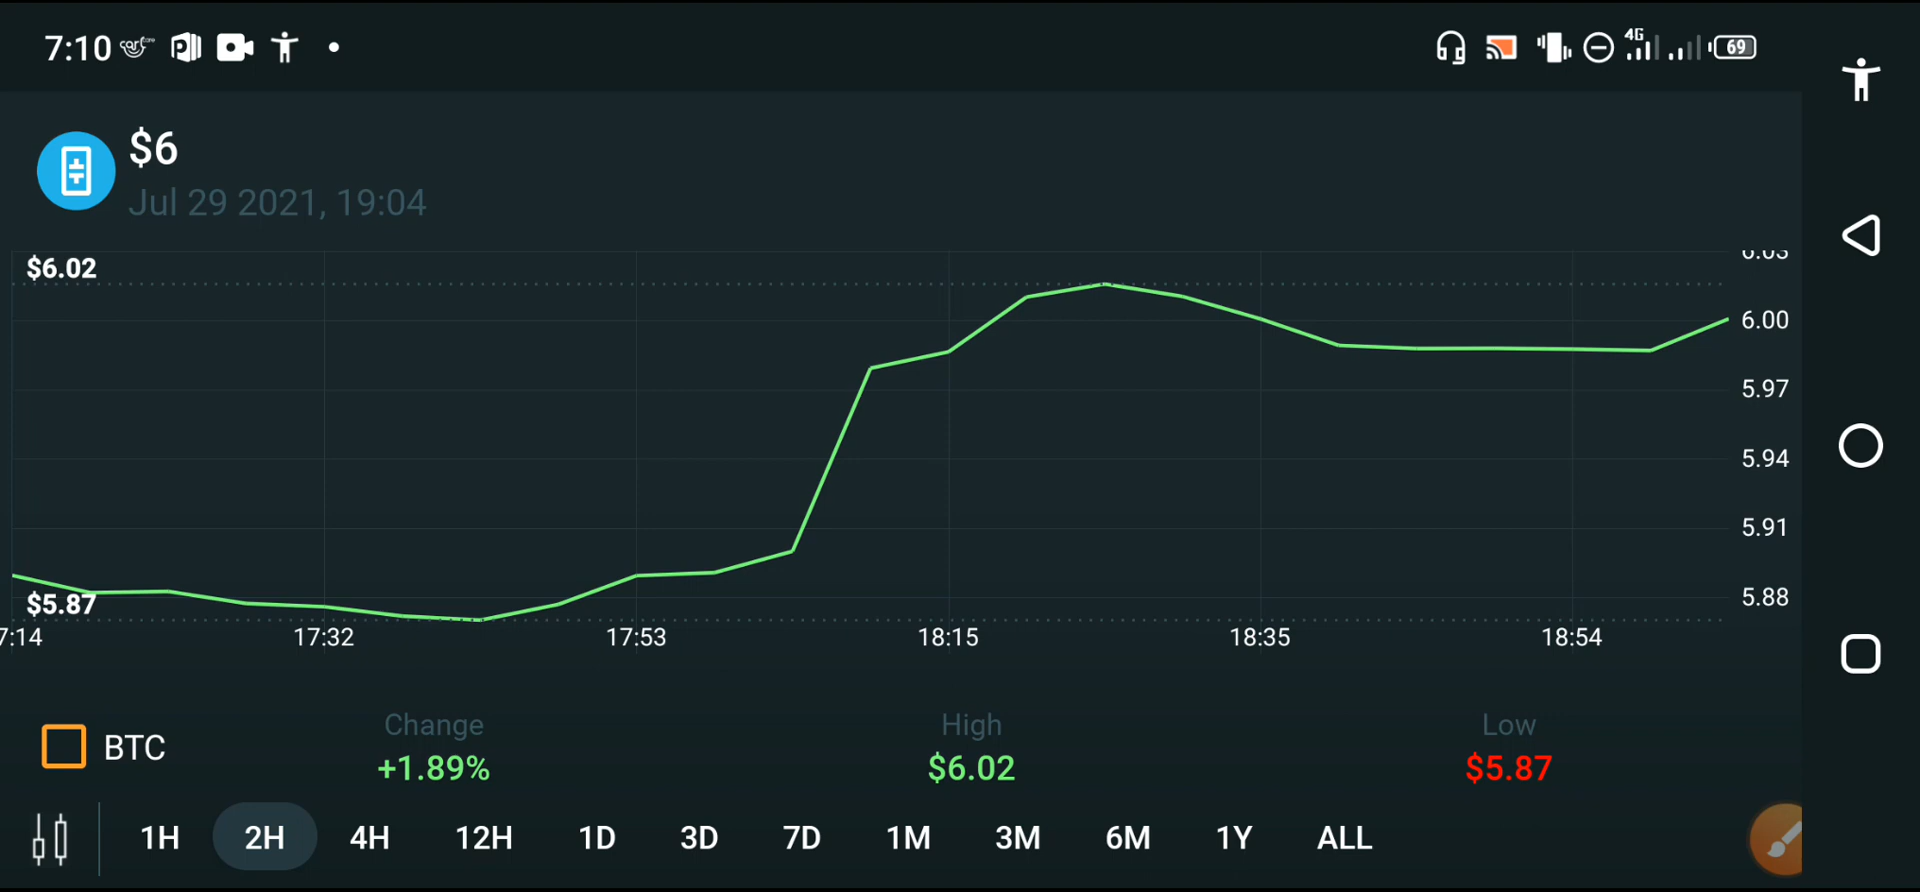 7:10
4G
69
$6
Jul 29 2021, 19:04
$6.02
6.03
6.00
5.97
5.94
5.91
5.88
$5.87
7:14 17:32 17:53 18:15 18:35 18:54
BTC
Change High Low
+1.89% $6.02 $5.87
1H 2H 4H 12H 1D 3D 7D 1M 3M 6M 1Y ALL